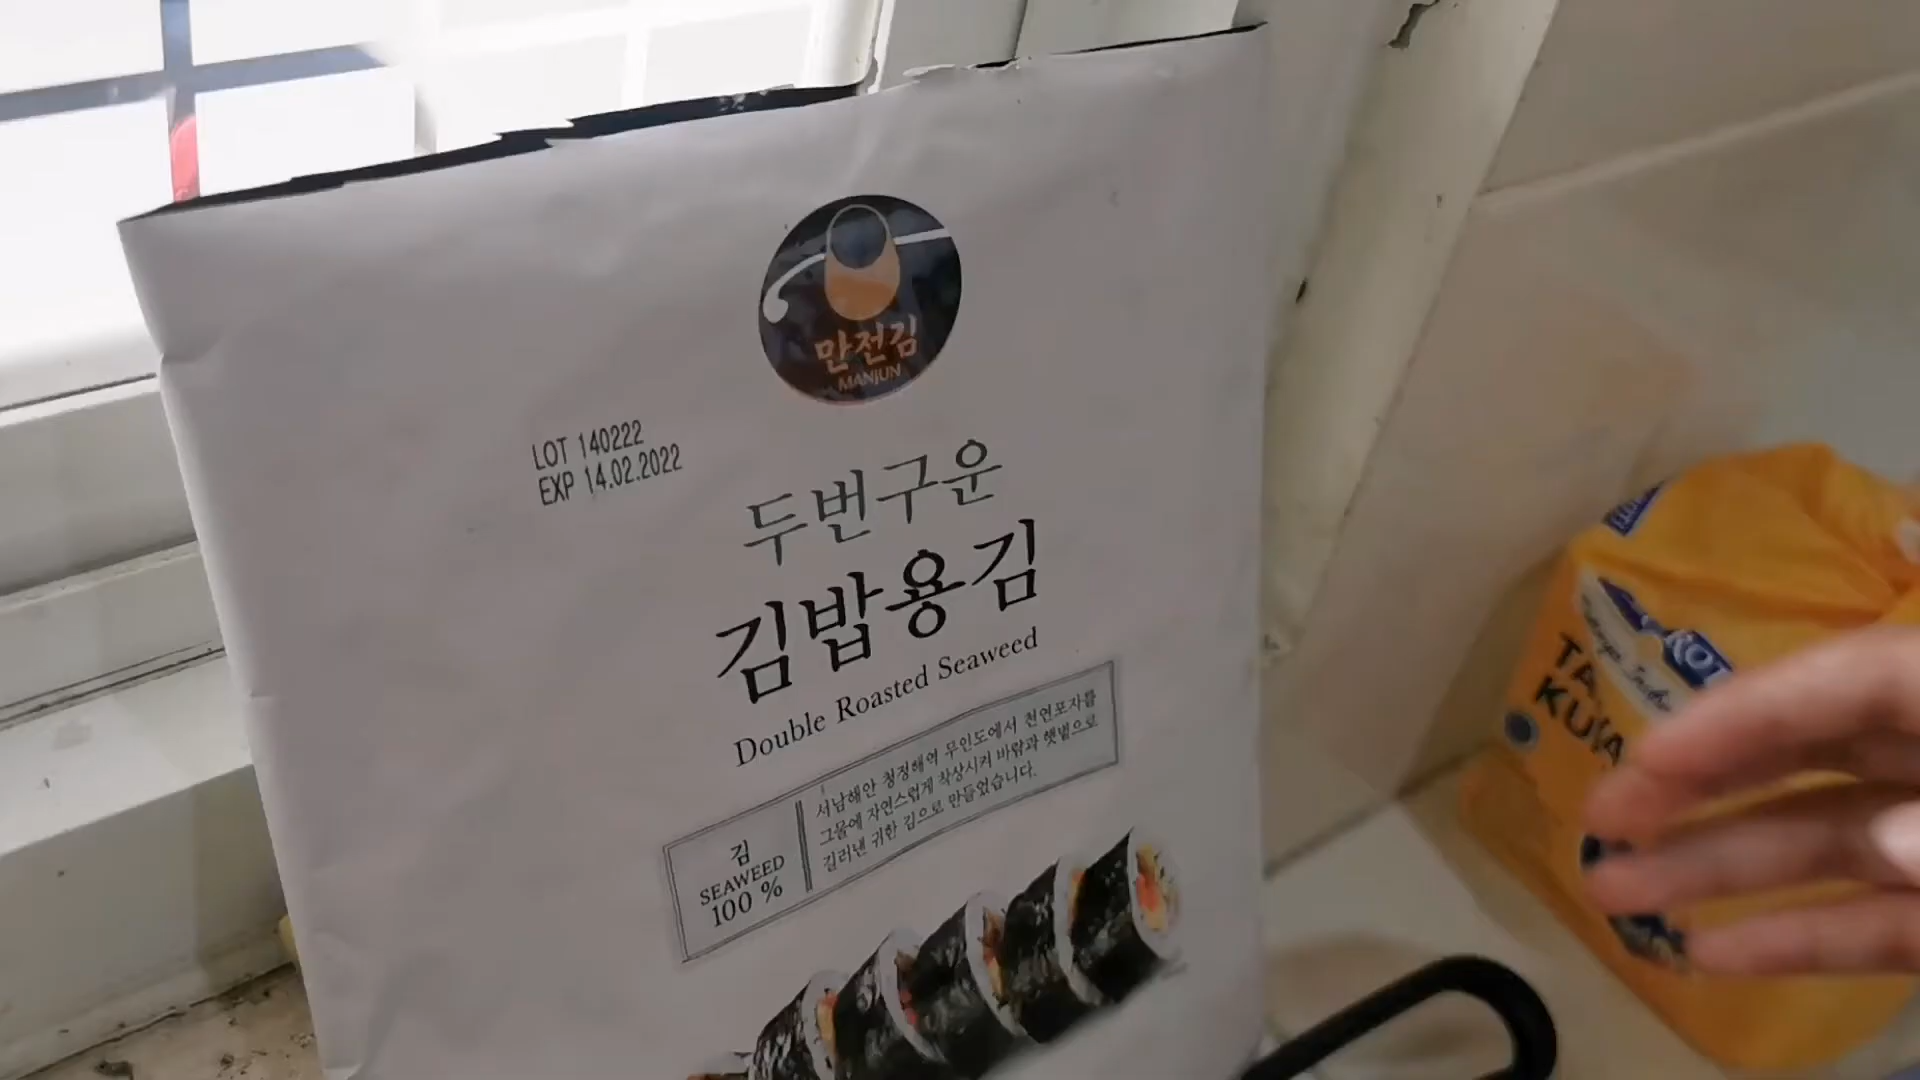 만전김
MANJUN
LOT 140222
EXP 14.02.2022
두번구운
김밥용김
Double Roasted Seaweed
김
SEAWEED
100 %
서남해안 청정해역 무인도에서 천연포자를
그물에 자연스럽게 착상시켜 바람과 햇볕으로
길러낸 귀한 김으로 만들었습니다.
TA